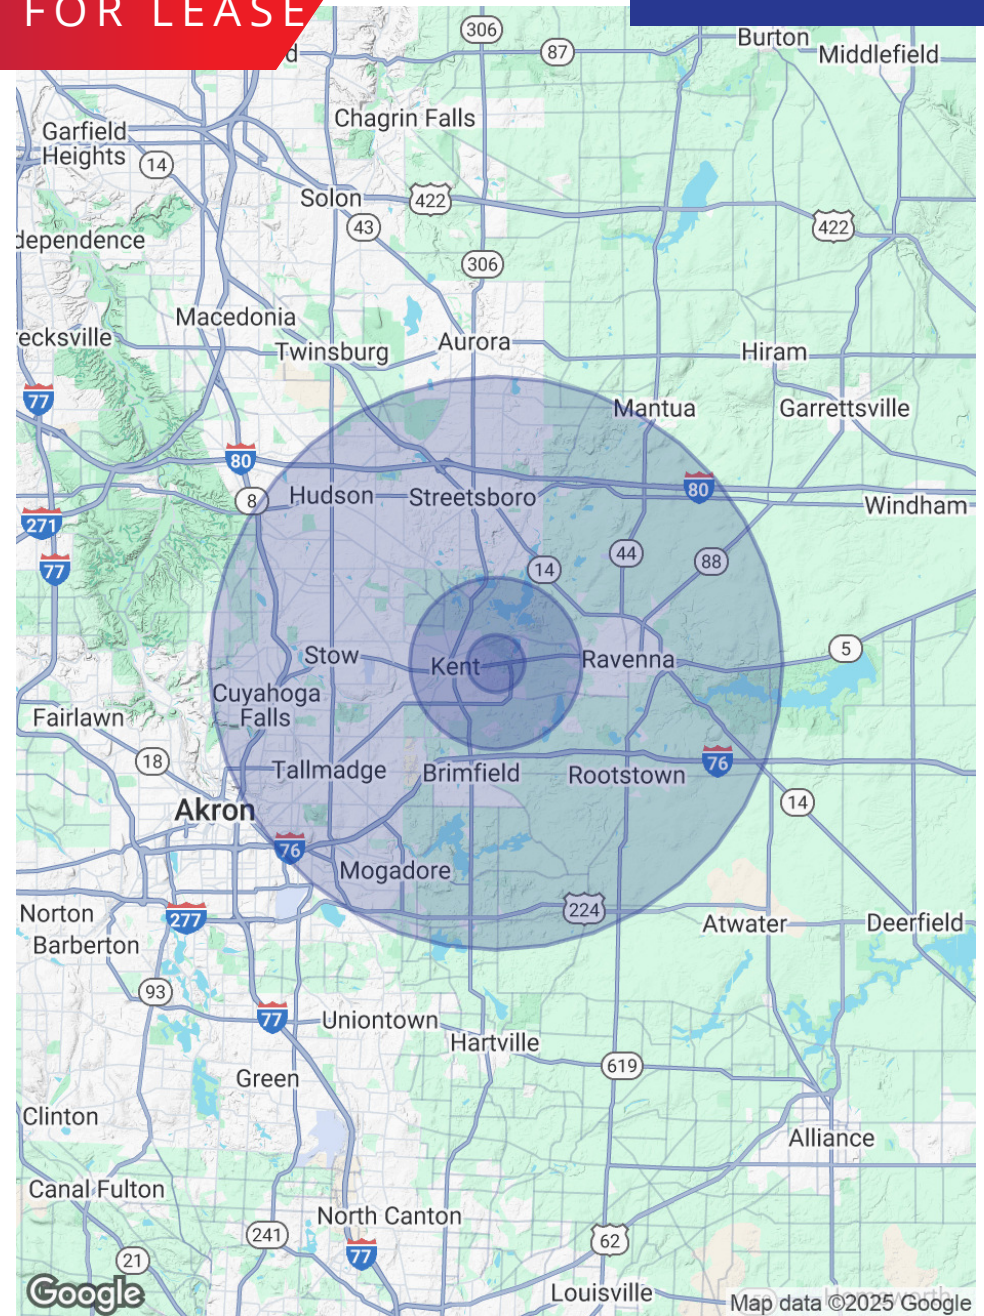 FOR LEASE
306
Burton
87
Middlefield
d
Chagrin Falls
Garfield
Heights
14
Solon
422
43
422
dependence
306
Macedonia
recksville
Aurora
Twinsburg
Hiram
77
Mantua
Garrettsville
80
80
8
Hudson
Streetsboro
Windham
271
44
88
77
14
5
Stow
Kent
Ravenna
Cuyahoga
Falls
Fairlawn
18
76
Tallmadge
Brimfield
Rootstown
14
Akron
76
Mogadore
224
Norton
277
Atwater
Deerfield
Barberton
93
77
Uniontown
Hartville
619
Green
Clinton
Alliance
Canal Fulton
North Canton
241
62
77
21
Google
Louisville
Map data ©2025 Google